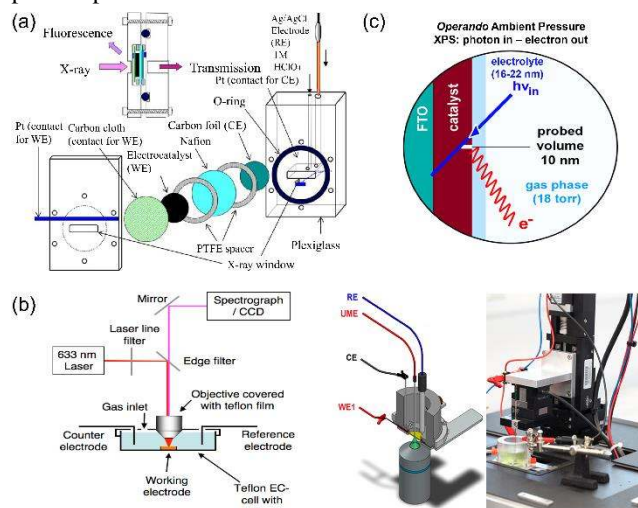 (a)
Fluorescence
X-ray
Transmission
Ag/AgCl
Electrode
(RE)
1M
HClO₄
Pt (contact for CE)
O-ring
Carbon foil (CE)
Nafion
Pt (contact
for WE)
Carbon cloth
(contact for WE)
Electrocatalyst
(WE)
PTFE spacer
X-ray window
Plexiglass
(c)
Operando Ambient Pressure
XPS: photon in – electron out
electrolyte
(16-22 nm)
hν in
FTO
catalyst
probed
volume
10 nm
gas phase
(18 torr)
e⁻
(b)
Mirror
Spectrograph
/ CCD
Laser line
filter
633 nm
Laser
Edge filter
Objective covered
with teflon film
Gas inlet
Counter
electrode
Reference
electrode
Working
electrode
Teflon EC-
cell with
RE
UME
CE
WE1